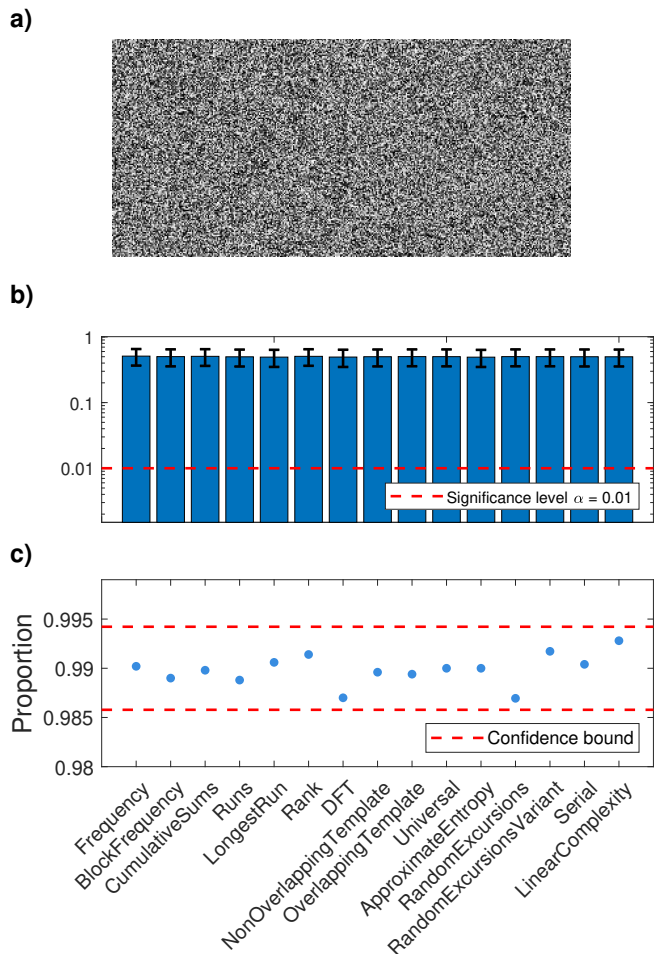 a)
b)
1
0.1
0.01
Significance level α = 0.01
c)
Proportion
0.995
0.99
0.985
0.98
Confidence bound
Frequency
BlockFrequency
CumulativeSums
Runs
LongestRun
Rank
DFT
NonOverlappingTemplate
OverlappingTemplate
Universal
ApproximateEntropy
RandomExcursions
RandomExcursionsVariant
Serial
LinearComplexity